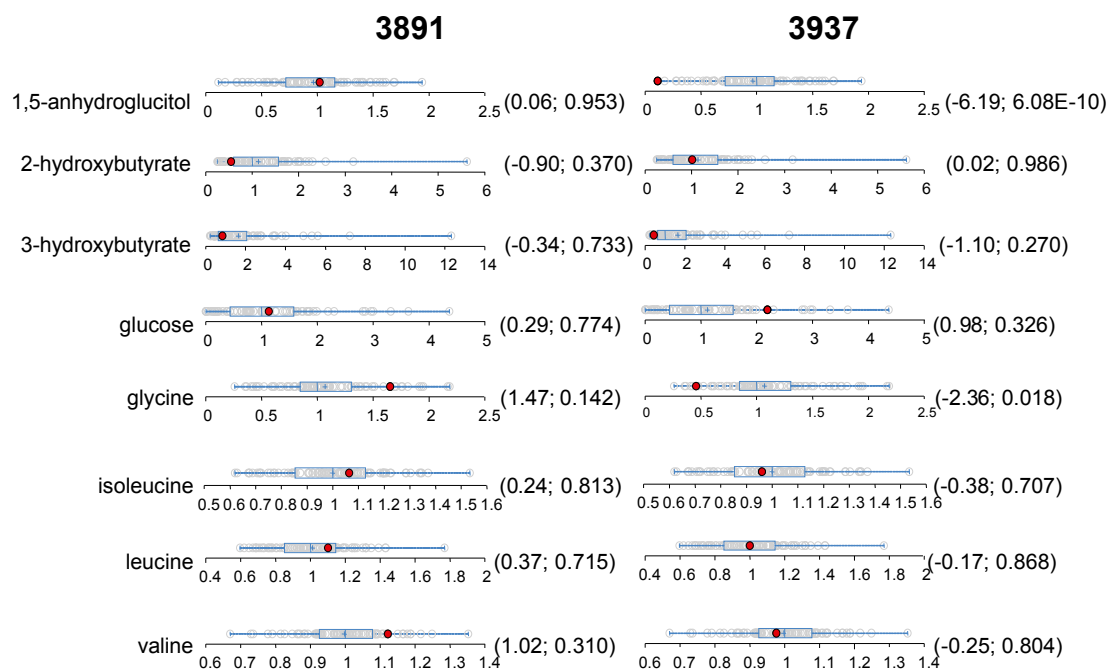 3891 3937
1,5-anhydroglucitol (0.06; 0.953) (-6.19; 6.08E-10)
0 0.5 1 1.5 2 2.5 0 0.5 1 1.5 2 2.5
2-hydroxybutyrate (-0.90; 0.370) (0.02; 0.986)
0 1 2 3 4 5 6 0 1 2 3 4 5 6
3-hydroxybutyrate (-0.34; 0.733) (-1.10; 0.270)
0 2 4 6 8 10 12 14 0 2 4 6 8 10 12 14
glucose (0.29; 0.774) (0.98; 0.326)
0 1 2 3 4 5 0 1 2 3 4 5
glycine (1.47; 0.142) (-2.36; 0.018)
0 0.5 1 1.5 2 2.5 0 0.5 1 1.5 2 2.5
isoleucine (0.24; 0.813) (-0.38; 0.707)
0.5 0.6 0.7 0.8 0.9 1 1.1 1.2 1.3 1.4 1.5 1.6 0.5 0.6 0.7 0.8 0.9 1 1.1 1.2 1.3 1.4 1.5 1.6
leucine (0.37; 0.715) (-0.17; 0.868)
0.4 0.6 0.8 1 1.2 1.4 1.6 1.8 2 0.4 0.6 0.8 1 1.2 1.4 1.6 1.8 2
valine (1.02; 0.310) (-0.25; 0.804)
0.6 0.7 0.8 0.9 1 1.1 1.2 1.3 1.4 0.6 0.7 0.8 0.9 1 1.1 1.2 1.3 1.4